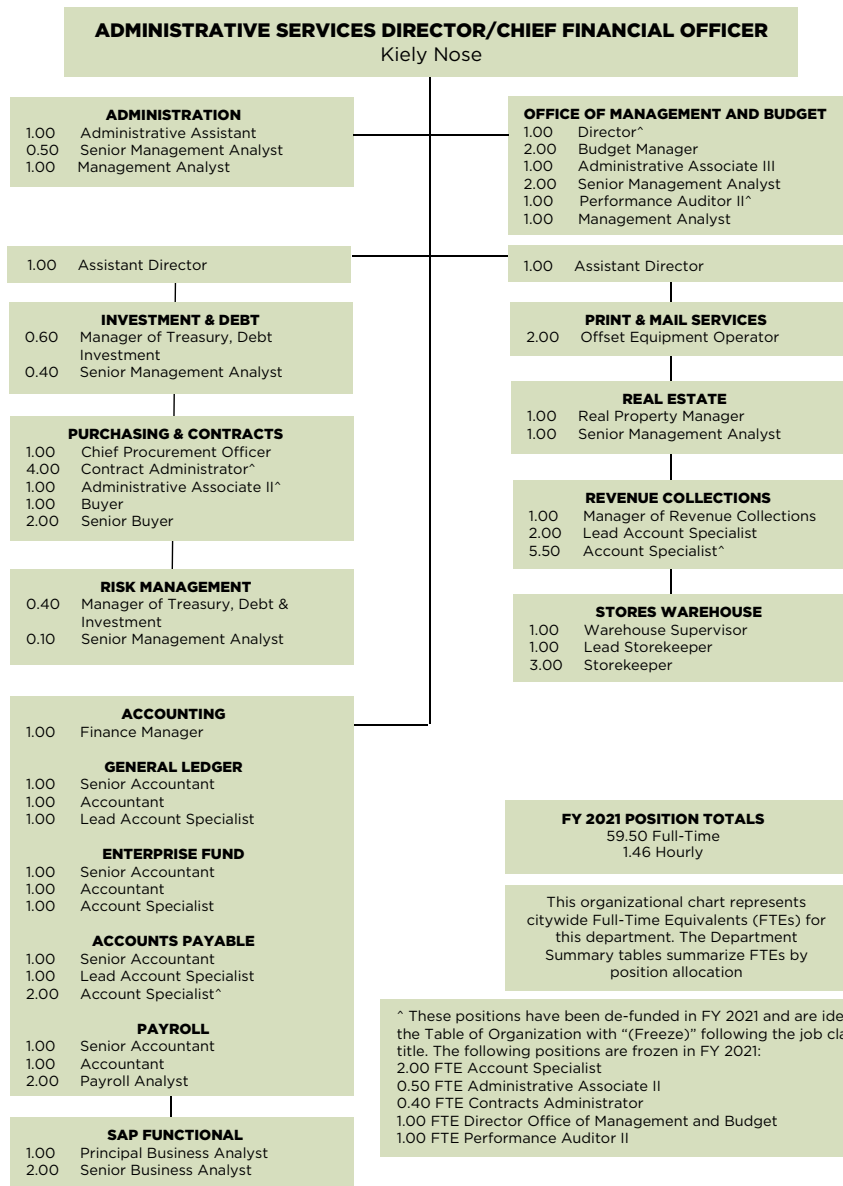 ADMINISTRATIVE SERVICES DIRECTOR/CHIEF FINANCIAL OFFICER
Kiely Nose
ADMINISTRATION
1.00 Administrative Assistant
0.50 Senior Management Analyst
1.00 Management Analyst
OFFICE OF MANAGEMENT AND BUDGET
1.00 Director^
2.00 Budget Manager
1.00 Administrative Associate III
2.00 Senior Management Analyst
1.00 Performance Auditor II^
1.00 Management Analyst
1.00 Assistant Director
INVESTMENT & DEBT
0.60 Manager of Treasury, Debt
Investment
0.40 Senior Management Analyst
PURCHASING & CONTRACTS
1.00 Chief Procurement Officer
4.00 Contract Administrator^
1.00 Administrative Associate II^
1.00 Buyer
2.00 Senior Buyer
RISK MANAGEMENT
0.40 Manager of Treasury, Debt &
Investment
0.10 Senior Management Analyst
1.00 Assistant Director
PRINT & MAIL SERVICES
2.00 Offset Equipment Operator
REAL ESTATE
1.00 Real Property Manager
1.00 Senior Management Analyst
REVENUE COLLECTIONS
1.00 Manager of Revenue Collections
2.00 Lead Account Specialist
5.50 Account Specialist^
STORES WAREHOUSE
1.00 Warehouse Supervisor
1.00 Lead Storekeeper
3.00 Storekeeper
ACCOUNTING
1.00 Finance Manager
GENERAL LEDGER
1.00 Senior Accountant
1.00 Accountant
1.00 Lead Account Specialist
ENTERPRISE FUND
1.00 Senior Accountant
1.00 Accountant
1.00 Account Specialist
ACCOUNTS PAYABLE
1.00 Senior Accountant
1.00 Lead Account Specialist
2.00 Account Specialist^
PAYROLL
1.00 Senior Accountant
1.00 Accountant
2.00 Payroll Analyst
SAP FUNCTIONAL
1.00 Principal Business Analyst
2.00 Senior Business Analyst
FY 2021 POSITION TOTALS
59.50 Full-Time
1.46 Hourly
This organizational chart represents
citywide Full-Time Equivalents (FTEs) for
this department. The Department
Summary tables summarize FTEs by
position allocation
^ These positions have been de-funded in FY 2021 and are ide
the Table of Organization with “(Freeze)” following the job cla
title. The following positions are frozen in FY 2021:
2.00 FTE Account Specialist
0.50 FTE Administrative Associate II
0.40 FTE Contracts Administrator
1.00 FTE Director Office of Management and Budget
1.00 FTE Performance Auditor II